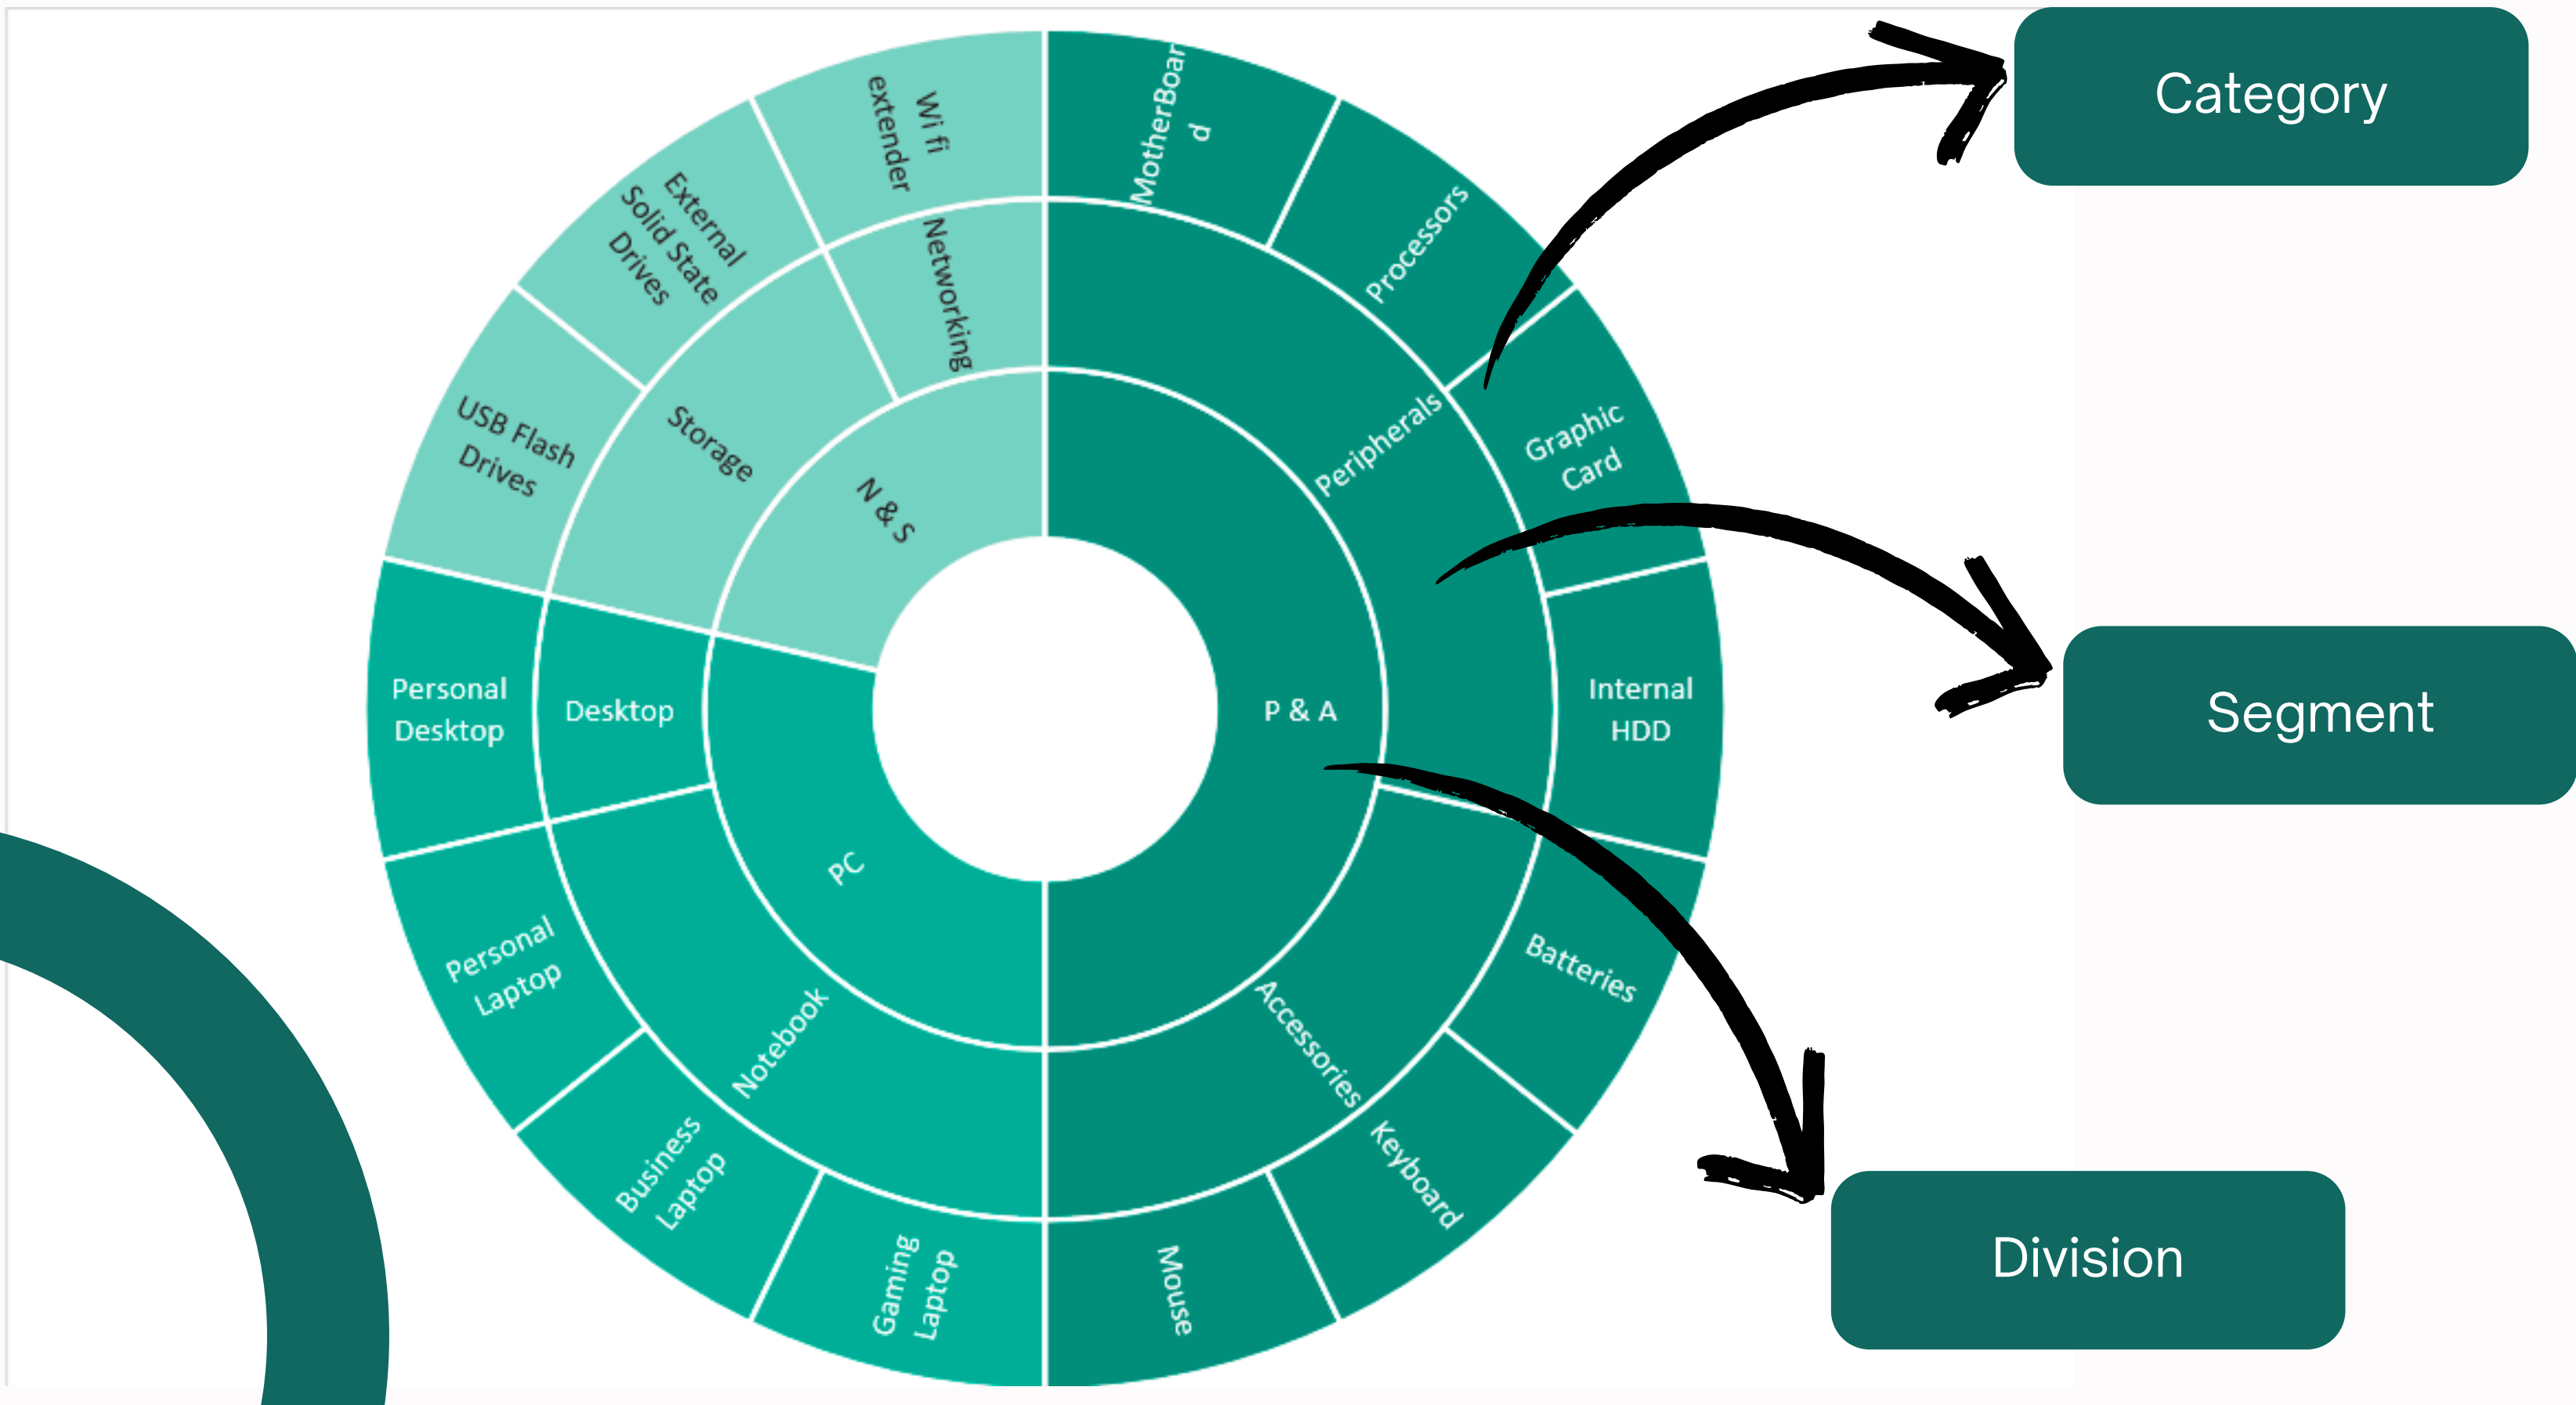 MotherBoar
d
Processors
Graphic
Card
Internal
HDD
Batteries
Keyboard
Mouse
Gaming
Laptop
Business
Laptop
Personal
Laptop
Personal
Desktop
USB Flash
Drives
External
Solid State
Drives
Wi fi
extender
Networking
Storage
Desktop
Notebook
Accessories
Peripherals
N & S
PC
P & A
Category
Segment
Division